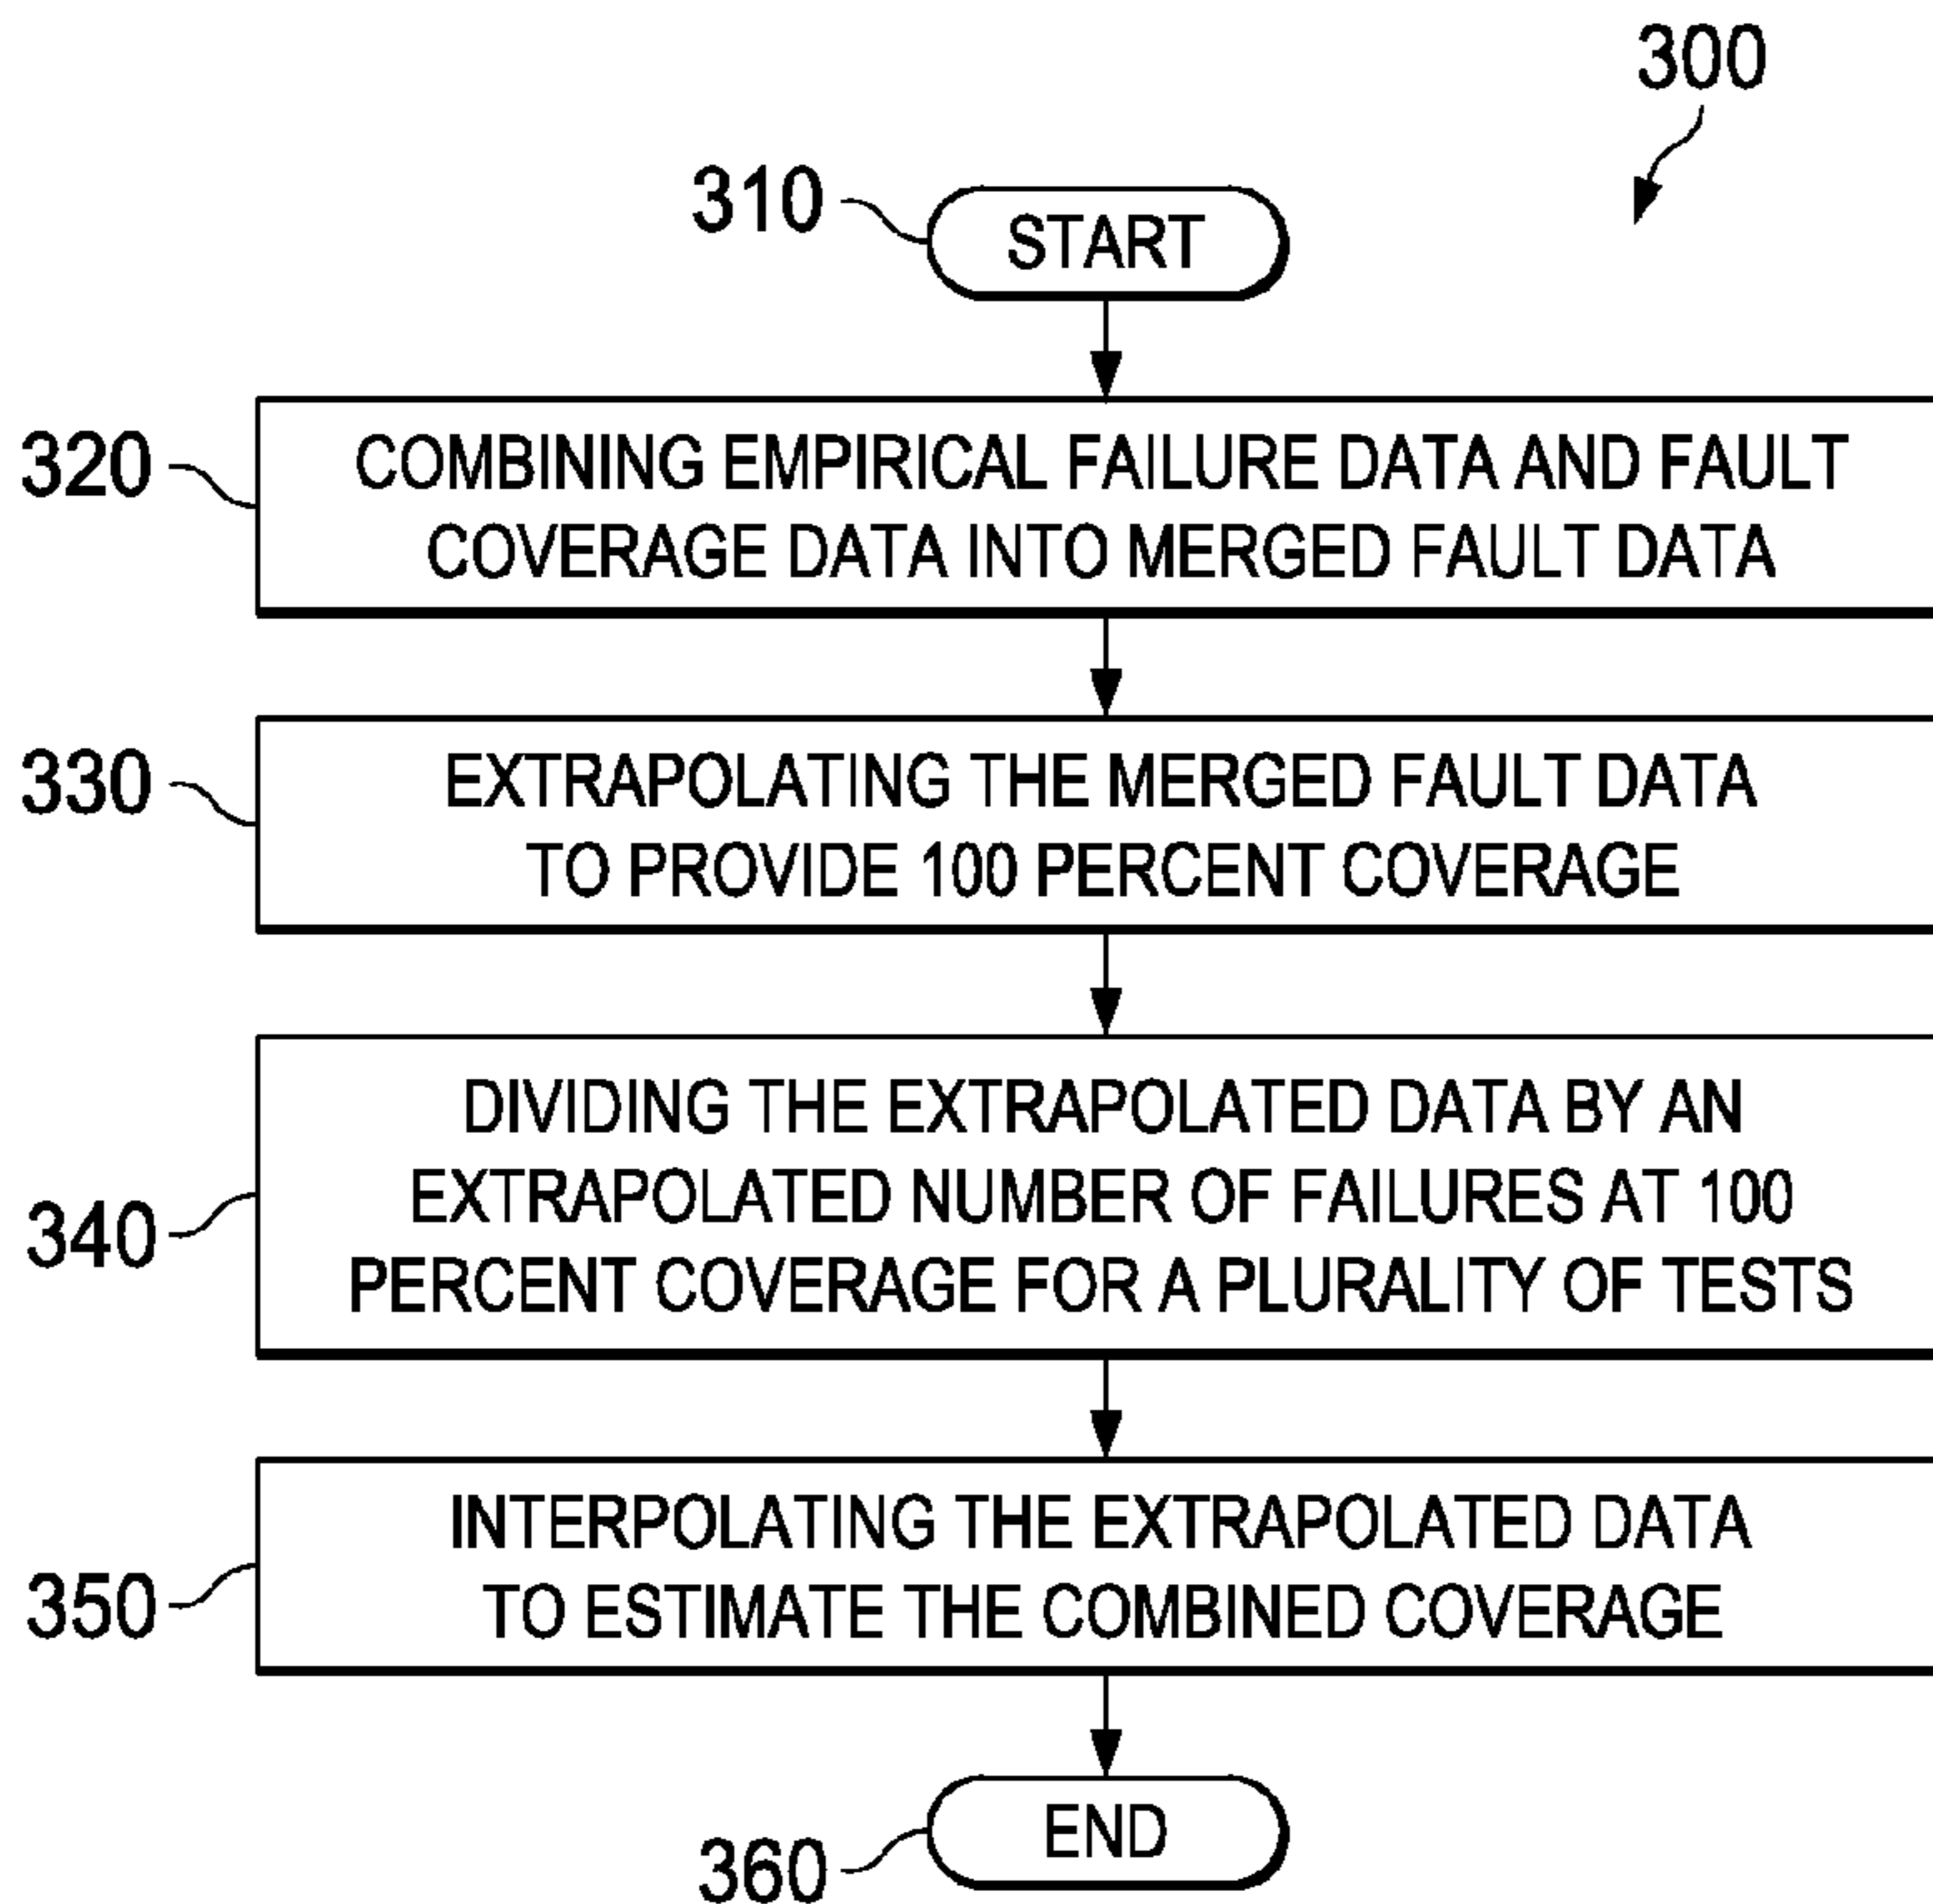 300
310
START
320
COMBINING EMPIRICAL FAILURE DATA AND FAULT
COVERAGE DATA INTO MERGED FAULT DATA
330
EXTRAPOLATING THE MERGED FAULT DATA
TO PROVIDE 100 PERCENT COVERAGE
340
DIVIDING THE EXTRAPOLATED DATA BY AN
EXTRAPOLATED NUMBER OF FAILURES AT 100
PERCENT COVERAGE FOR A PLURALITY OF TESTS
350
INTERPOLATING THE EXTRAPOLATED DATA
TO ESTIMATE THE COMBINED COVERAGE
360
END